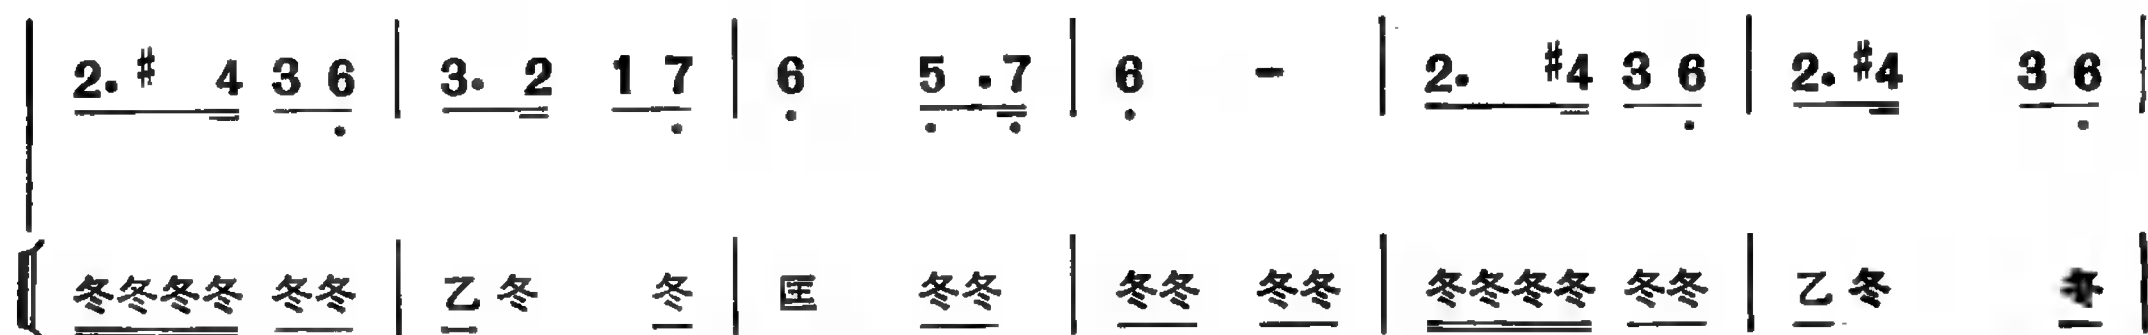 2. # 4 3 6 | 3. 2 1 7 | 6 5 .7 | 6 - | 2. #4 3 6 | 2. #4 3 6 |
冬冬冬冬 冬冬 | 乙冬 冬 | 匡 冬冬 | 冬冬 冬冬 | 冬冬冬冬 冬冬 | 乙冬 冬 |